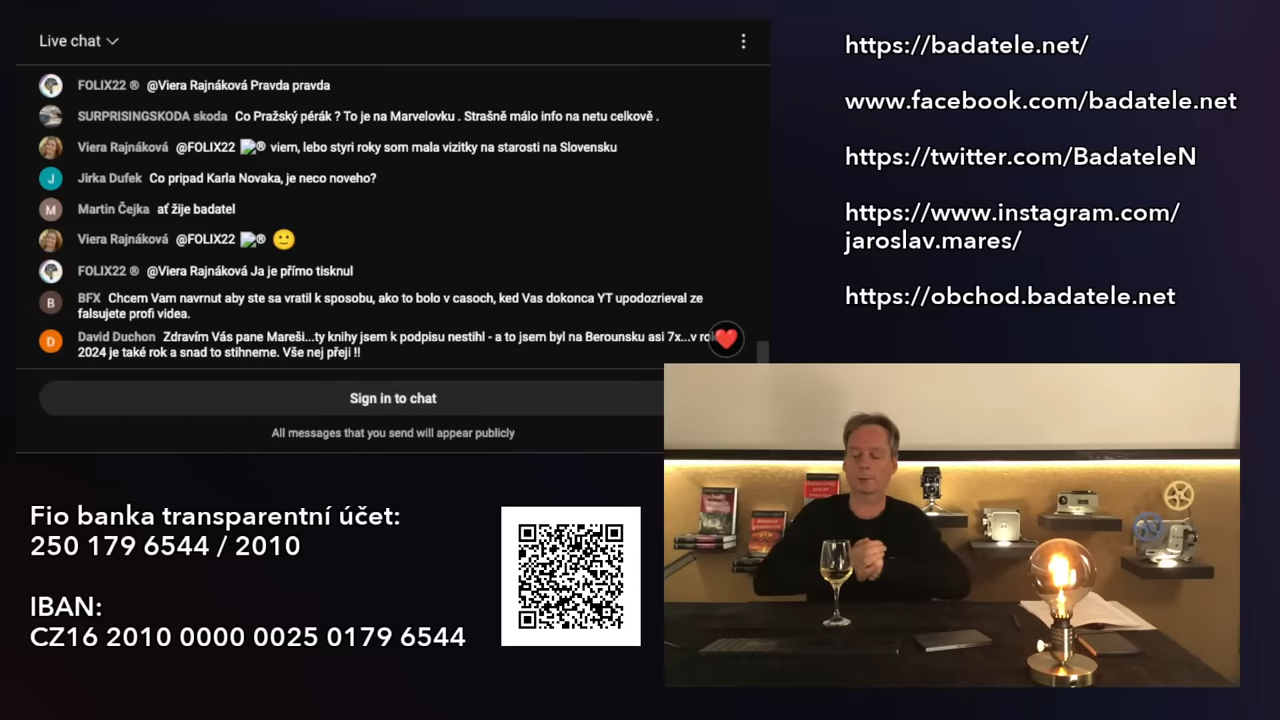 Live chat
FOLIX22 ® @Viera Rajnáková Pravda pravda
SURPRISINGSKODA skoda Co Pražský pérák ? To je na Marvelovku . Strašně málo info na netu celkově .
Viera Rajnáková @FOLIX22 ® viem, lebo styri roky som mala vizitky na starosti na Slovensku
J Jirka Dufek Co pripad Karla Novaka, je neco noveho?
M Martin Čejka ať žije badatel
Viera Rajnáková @FOLIX22 ® 🙂
FOLIX22 ® @Viera Rajnáková Ja je přímo tisknul
B BFX Chcem Vam navrnut aby ste sa vratil k sposobu, ako to bolo v casoch, ked Vas dokonca YT upodozrieval ze
falsujete profi videa.
D David Duchon Zdravím Vás pane Mareši...ty knihy jsem k podpisu nestihl - a to jsem byl na Berounsku asi 7x...v
2024 je také rok a snad to stihneme. Vše nej přeji !!
Sign in to chat
All messages that you send will appear publicly
https://badatele.net/
www.facebook.com/badatele.net
https://twitter.com/BadateleN
https://www.instagram.com/
jaroslav.mares/
https://obchod.badatele.net
Fio banka transparentní účet:
250 179 6544 / 2010
IBAN:
CZ16 2010 0000 0025 0179 6544